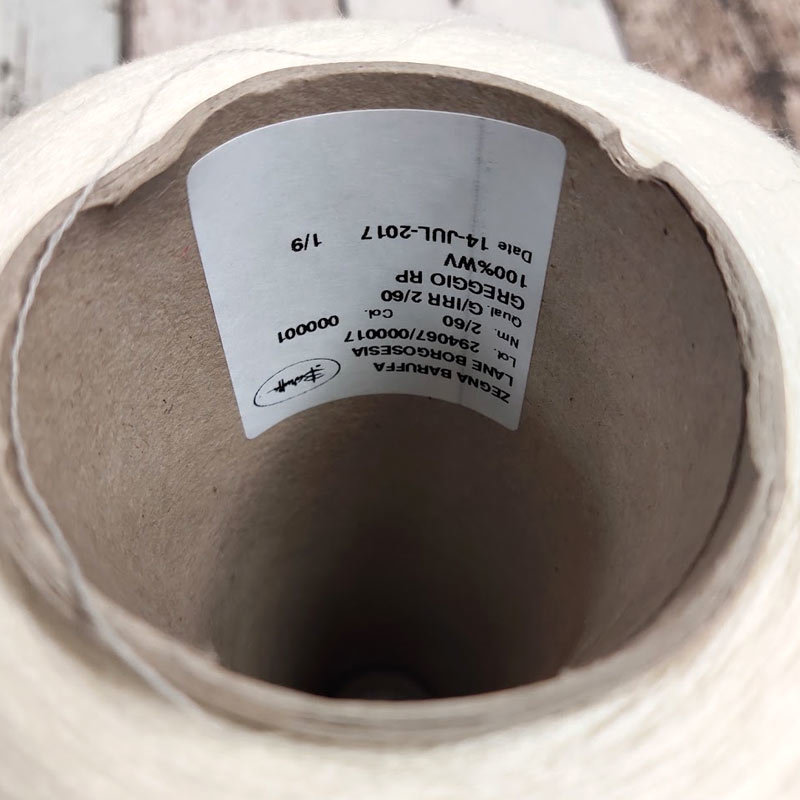 ZEGNA BARUFFA
LANE BORGOSESIA
Lot. 294067/000017
Nm. 2/60 Col. 000001
Qual. G/IRR 2/60
GREGGIO RP
100%WV
Date 14-JUL-2017 1/9